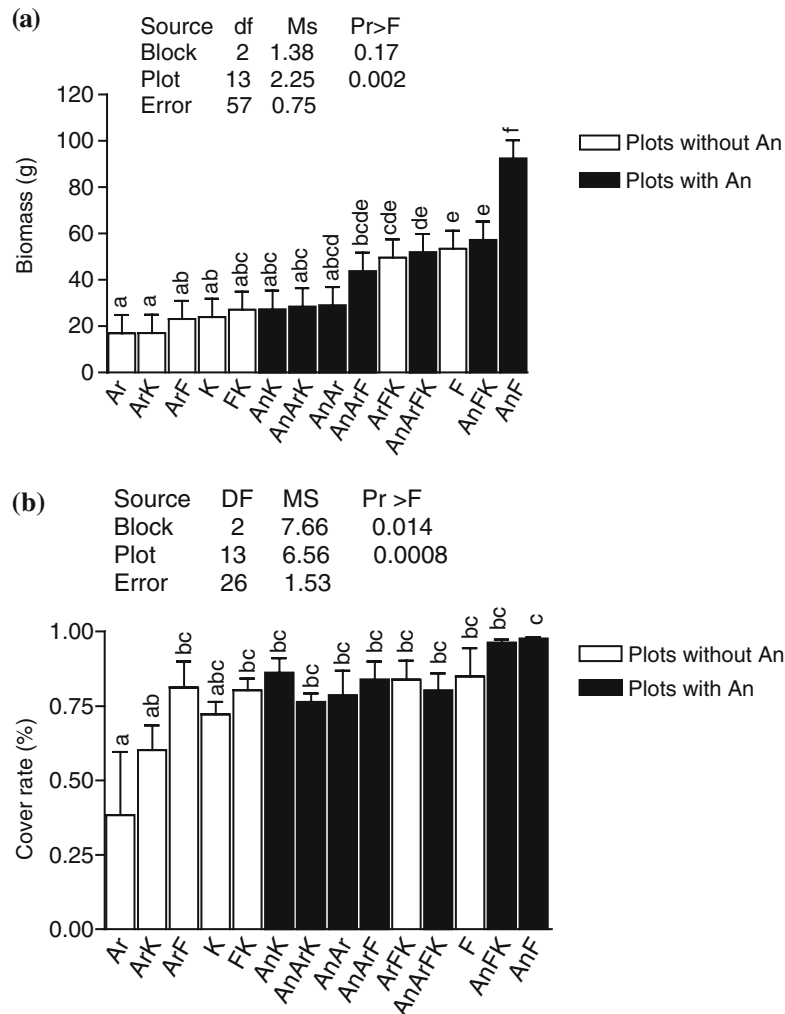 (a)
Source df Ms Pr>F
Block 2 1.38 0.17
Plot 13 2.25 0.002
Error 57 0.75
120
100
80
60
40
20
0
Biomass (g)
a a ab ab abc abc abc abcd bcde cde de e e f
Ar ArK ArF K FK AnK AnArK AnAr AnArF ArFK AnArFK F AnFK AnF
Plots without An
Plots with An
(b)
Source DF MS Pr >F
Block 2 7.66 0.014
Plot 13 6.56 0.0008
Error 26 1.53
1.00
0.75
0.50
0.25
0.00
Cover rate (%)
a ab bc abc bc bc bc bc bc bc bc bc bc c
Ar ArK ArF K FK AnK AnArK AnAr AnArF ArFK AnArFK F AnFK AnF
Plots without An
Plots with An